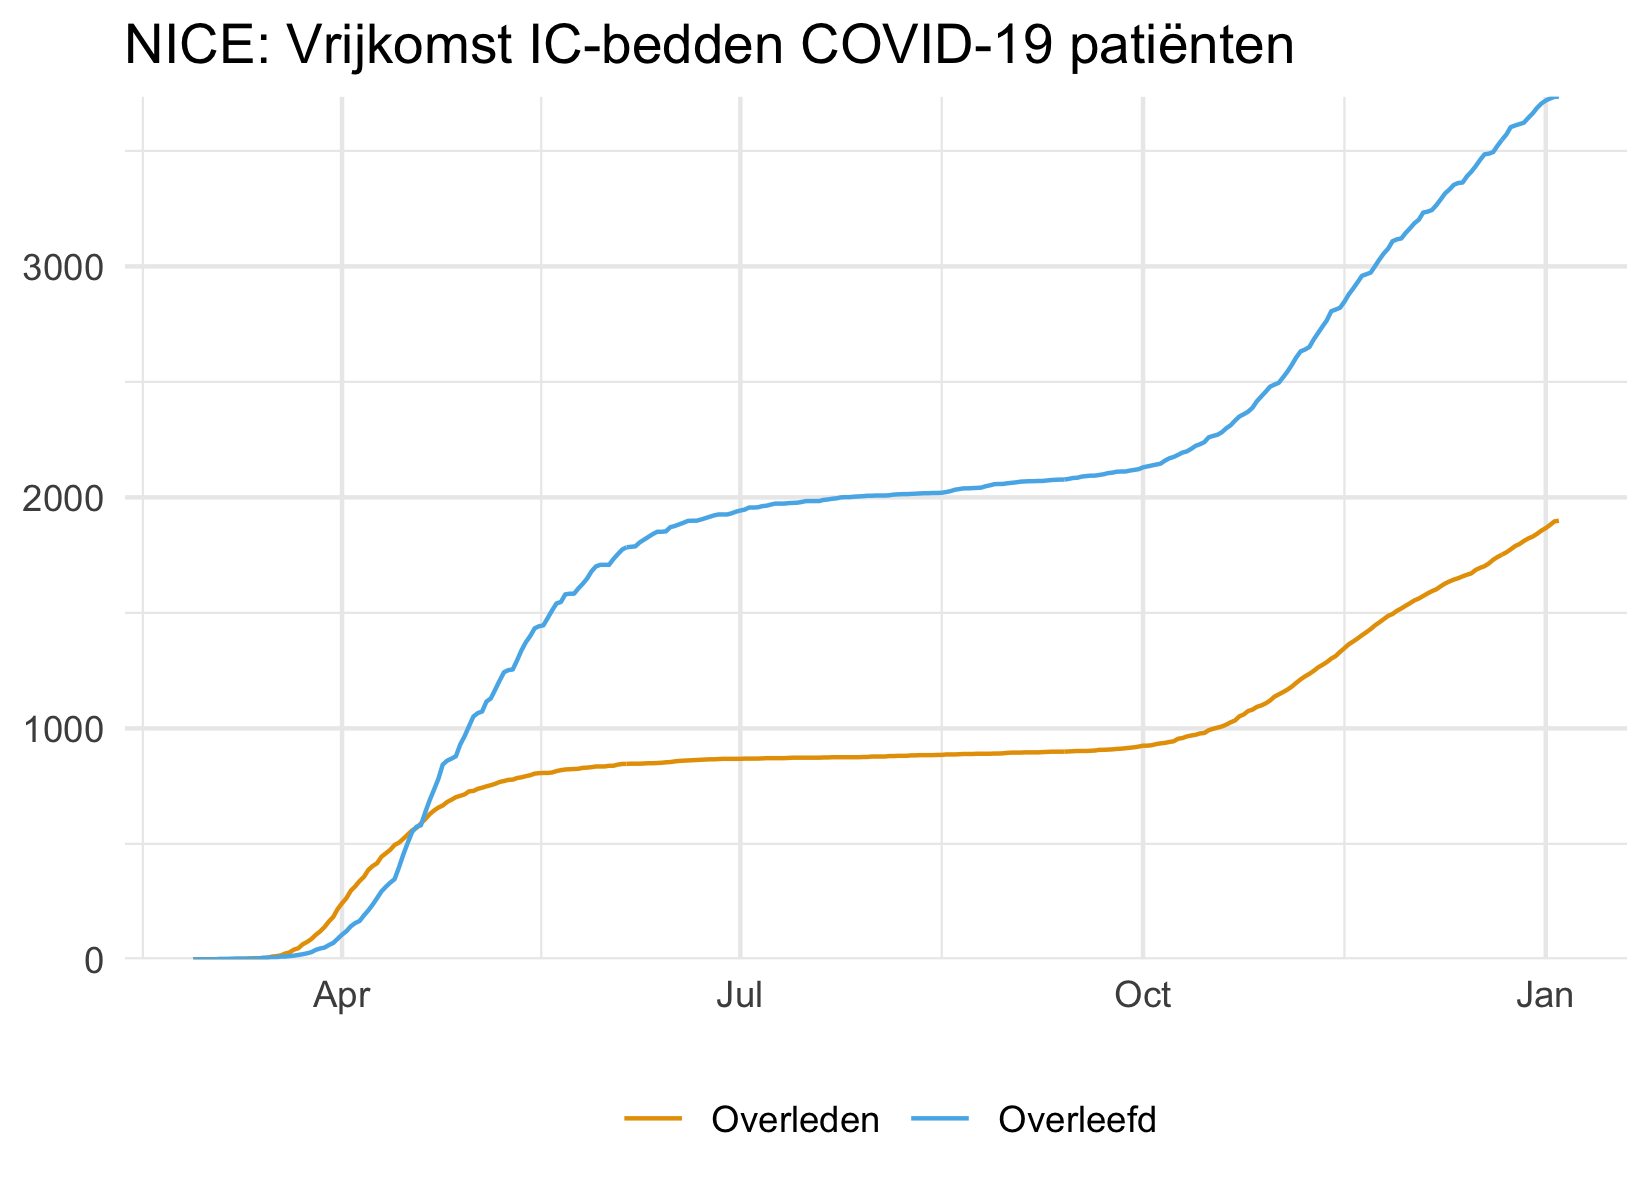 NICE: Vrijkomst IC-bedden COVID-19 patiënten
3000
2000
1000
0
Apr Jul Oct Jan
Overleden Overleefd